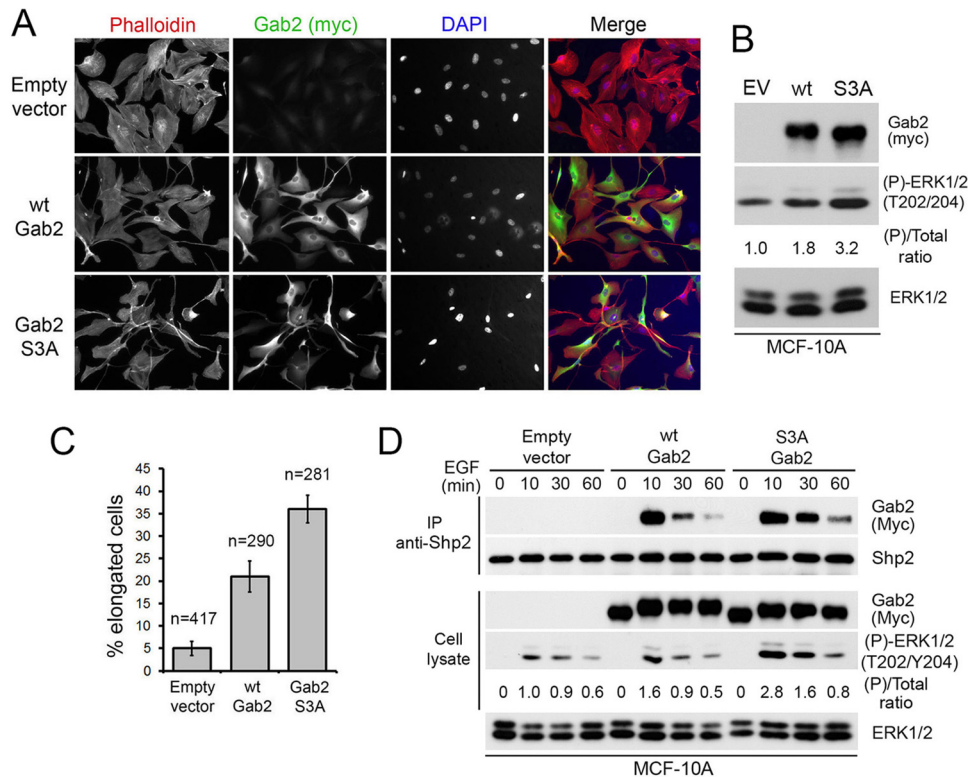 A
Phalloidin Gab2 (myc) DAPI Merge
Empty
vector
wt
Gab2
Gab2
S3A
B
EV wt S3A
Gab2
(myc)
(P)-ERK1/2
(T202/204)
1.0 1.8 3.2
(P)/Total
ratio
ERK1/2
MCF-10A
C
% elongated cells
45
40
35
30
25
20
15
10
5
0
n=417
n=290
n=281
Empty
vector
wt
Gab2
Gab2
S3A
D
Empty
vector
wt
Gab2
S3A
Gab2
EGF
(min)
0 10 30 60 0 10 30 60 0 10 30 60
IP
anti-Shp2
Gab2
(Myc)
Shp2
Cell
lysate
Gab2
(Myc)
(P)-ERK1/2
(T202/Y204)
0 1.0 0.9 0.6 0 1.6 0.9 0.5 0 2.8 1.6 0.8
(P)/Total
ratio
ERK1/2
MCF-10A